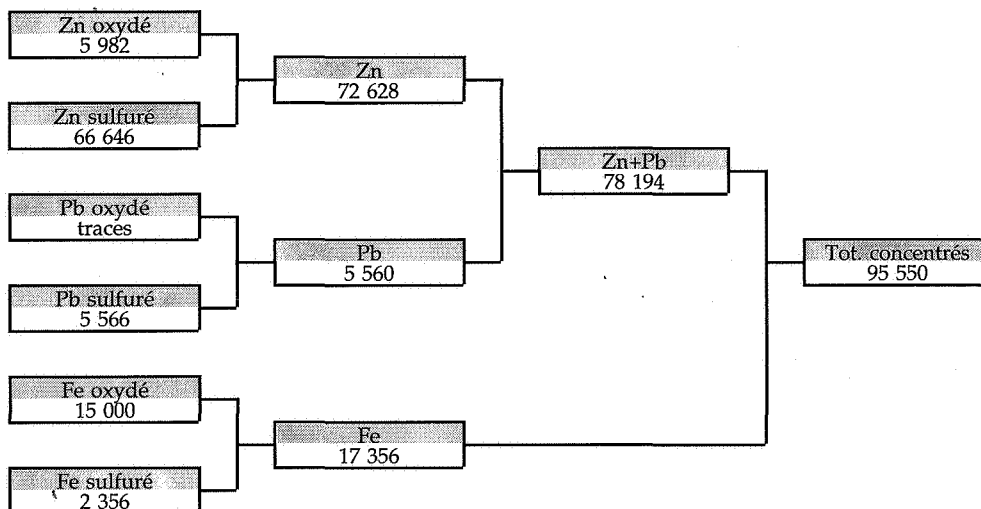 Zn oxydé
5 982
Zn sulfuré
66 646
Zn
72 628
Pb oxydé
traces
Pb sulfuré
5 566
Pb
5 560
Zn+Pb
78 194
Fe oxydé
15 000
Fe sulfuré
2 356
Fe
17 356
Tot. concentrés
95 550